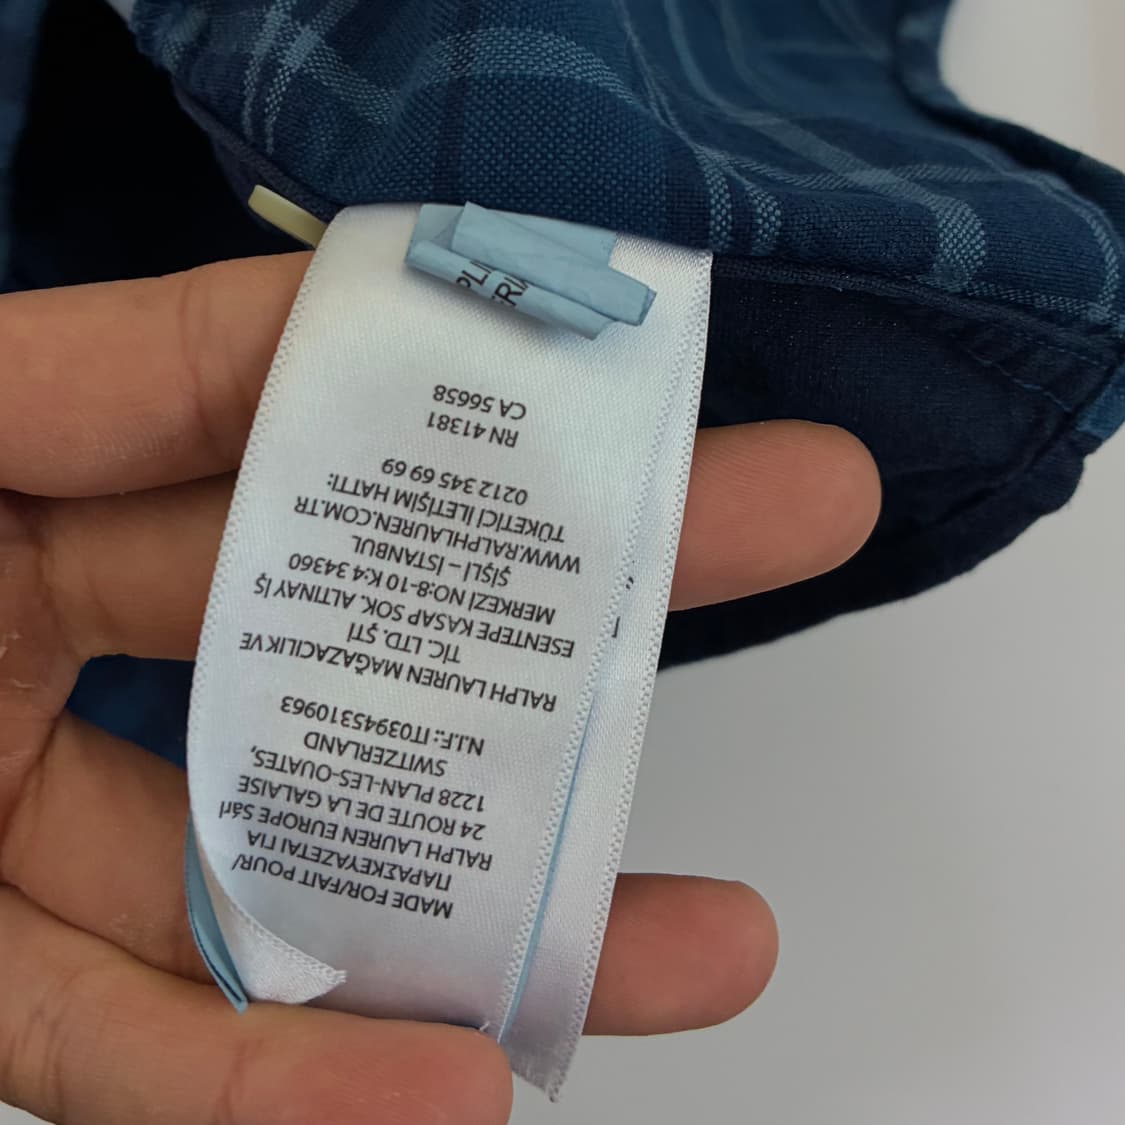 MADE FOR/FAIT POUR/
ΠΑΡΑΣΚΕΥΑΖΕΤΑΙ ΓΙΑ
RALPH LAUREN EUROPE Sárl
24 ROUTE DE LA GALAISE
1228 PLAN-LES-OUATES,
SWITZERLAND
N.I.F.: IT03945310963
RALPH LAUREN MAĞAZACILIK VE
TİC. LTD. ŞTİ
ESENTEPE KASAP SOK. ALTINAY İŞ
MERKEZİ NO:8-10 K:4 34360
ŞİŞLİ – İSTANBUL
WWW.RALPHLAUREN.COM.TR
TÜKETİCİ İLETİŞİM HATTI:
0212 345 69 69
RN 41381
CA 56658